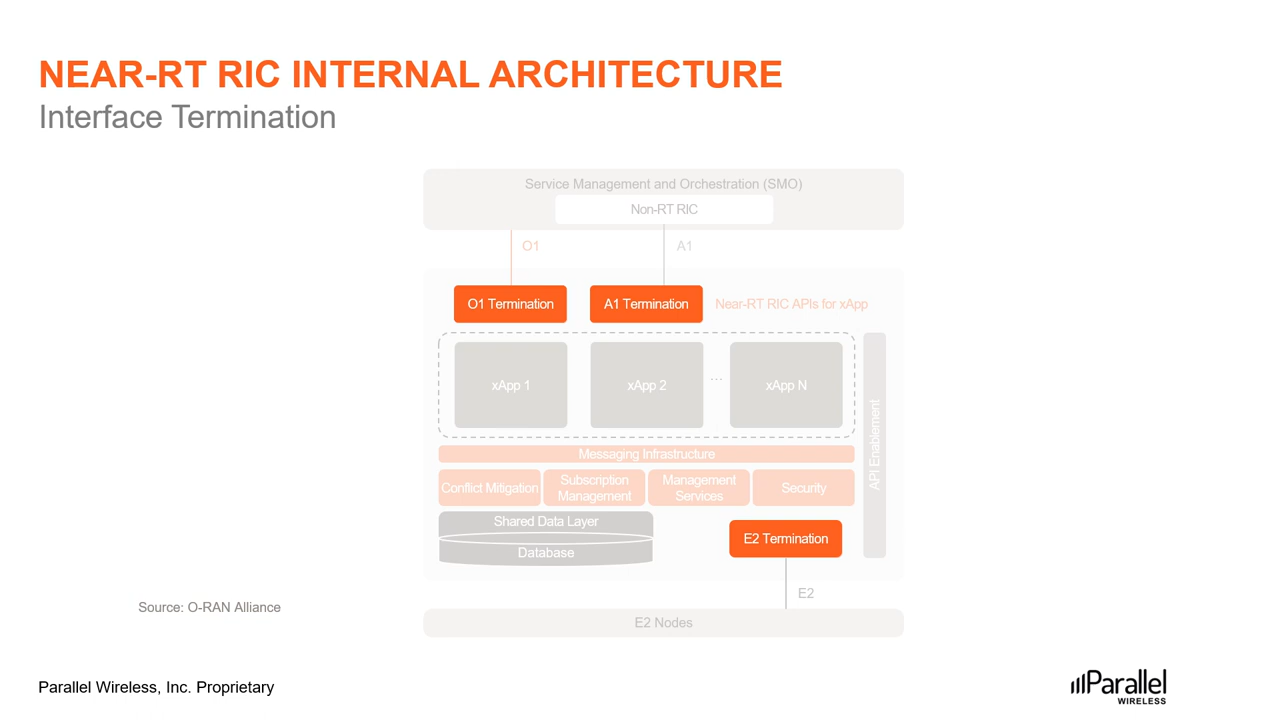 NEAR-RT RIC INTERNAL ARCHITECTURE
Interface Termination
Service Management and Orchestration (SMO)
Non-RT RIC
O1
A1
O1 Termination
A1 Termination
Near-RT RIC APIs for xApp
xApp 1
xApp 2
...
xApp N
API Enablement
Messaging Infrastructure
Conflict Mitigation
Subscription
Management
Management
Services
Security
Shared Data Layer
Database
E2 Termination
E2
E2 Nodes
Source: O-RAN Alliance
Parallel Wireless, Inc. Proprietary
Parallel
WIRELESS